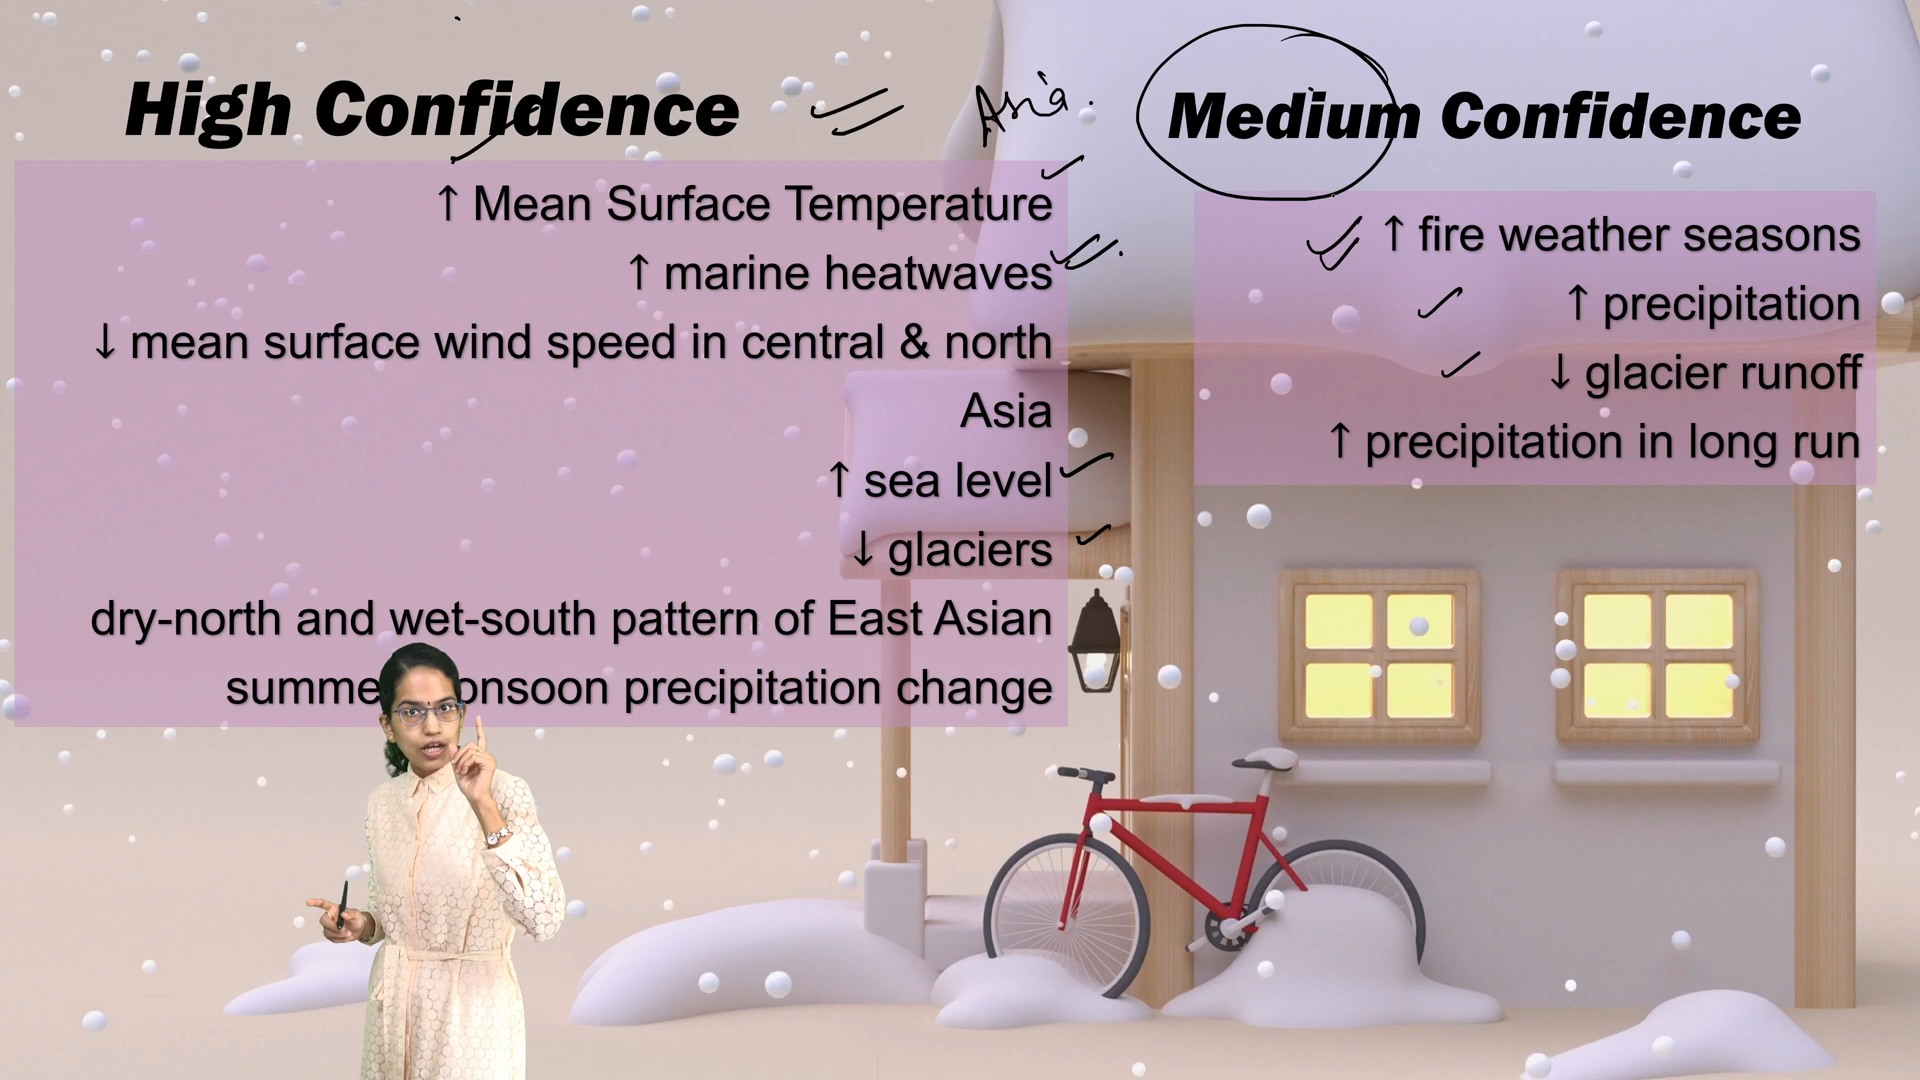 High Confidence
Asia.
Medium Confidence
↑ Mean Surface Temperature
↑ marine heatwaves
↓ mean surface wind speed in central & north
Asia
↑ sea level
↓ glaciers
dry-north and wet-south pattern of East Asian
summe onsoon precipitation change
↑ fire weather seasons
↑ precipitation
↓ glacier runoff
↑ precipitation in long run